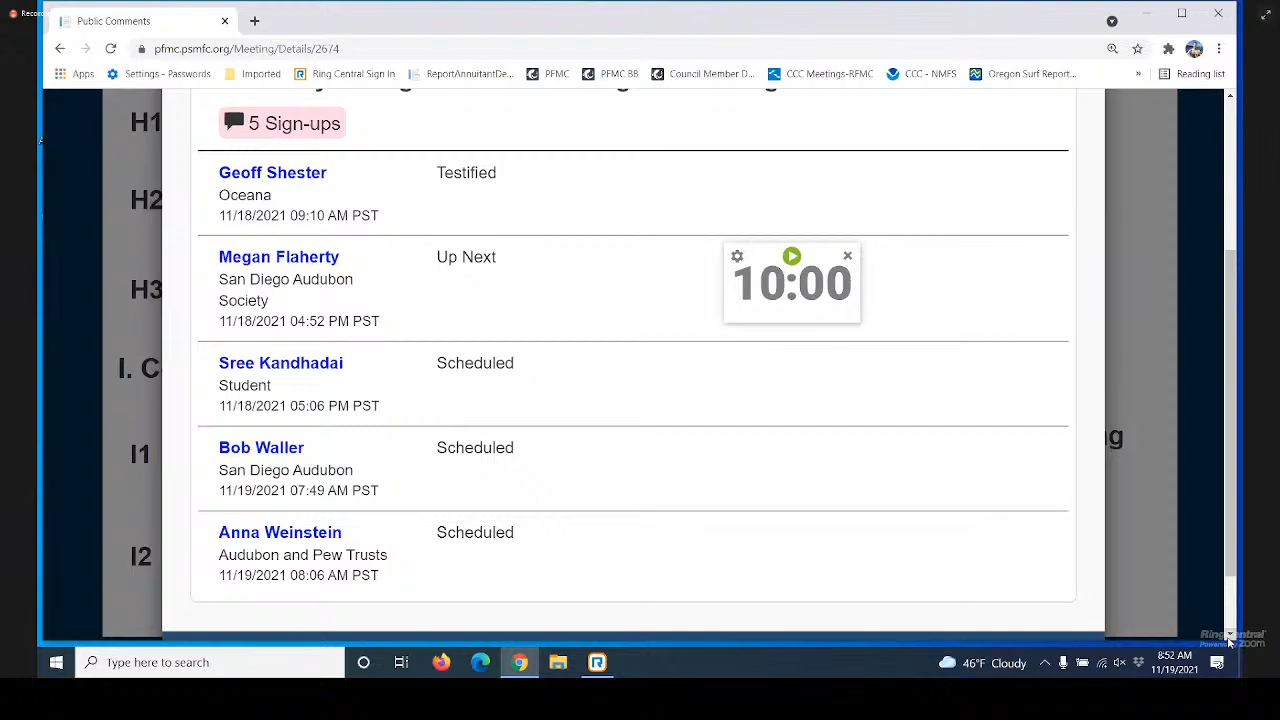 Public Comments
pfmc.psmfc.org/Meeting/Details/2674
Apps Settings - Passwords Imported Ring Central Sign In ReportAnnuitantDe... PFMC PFMC BB Council Member D... CCC Meetings-RFMC CCC - NMFS Oregon Surf Report... » Reading list
H1
5 Sign-ups
Geoff Shester Testified
Oceana
11/18/2021 09:10 AM PST
H2
Megan Flaherty Up Next
San Diego Audubon
Society
11/18/2021 04:52 PM PST
10:00
H3
Sree Kandhadai Scheduled
Student
11/18/2021 05:06 PM PST
I. C
Bob Waller Scheduled
San Diego Audubon
11/19/2021 07:49 AM PST
I1
Anna Weinstein Scheduled
Audubon and Pew Trusts
11/19/2021 08:06 AM PST
I2
Type here to search
46°F Cloudy
8:52 AM
11/19/2021